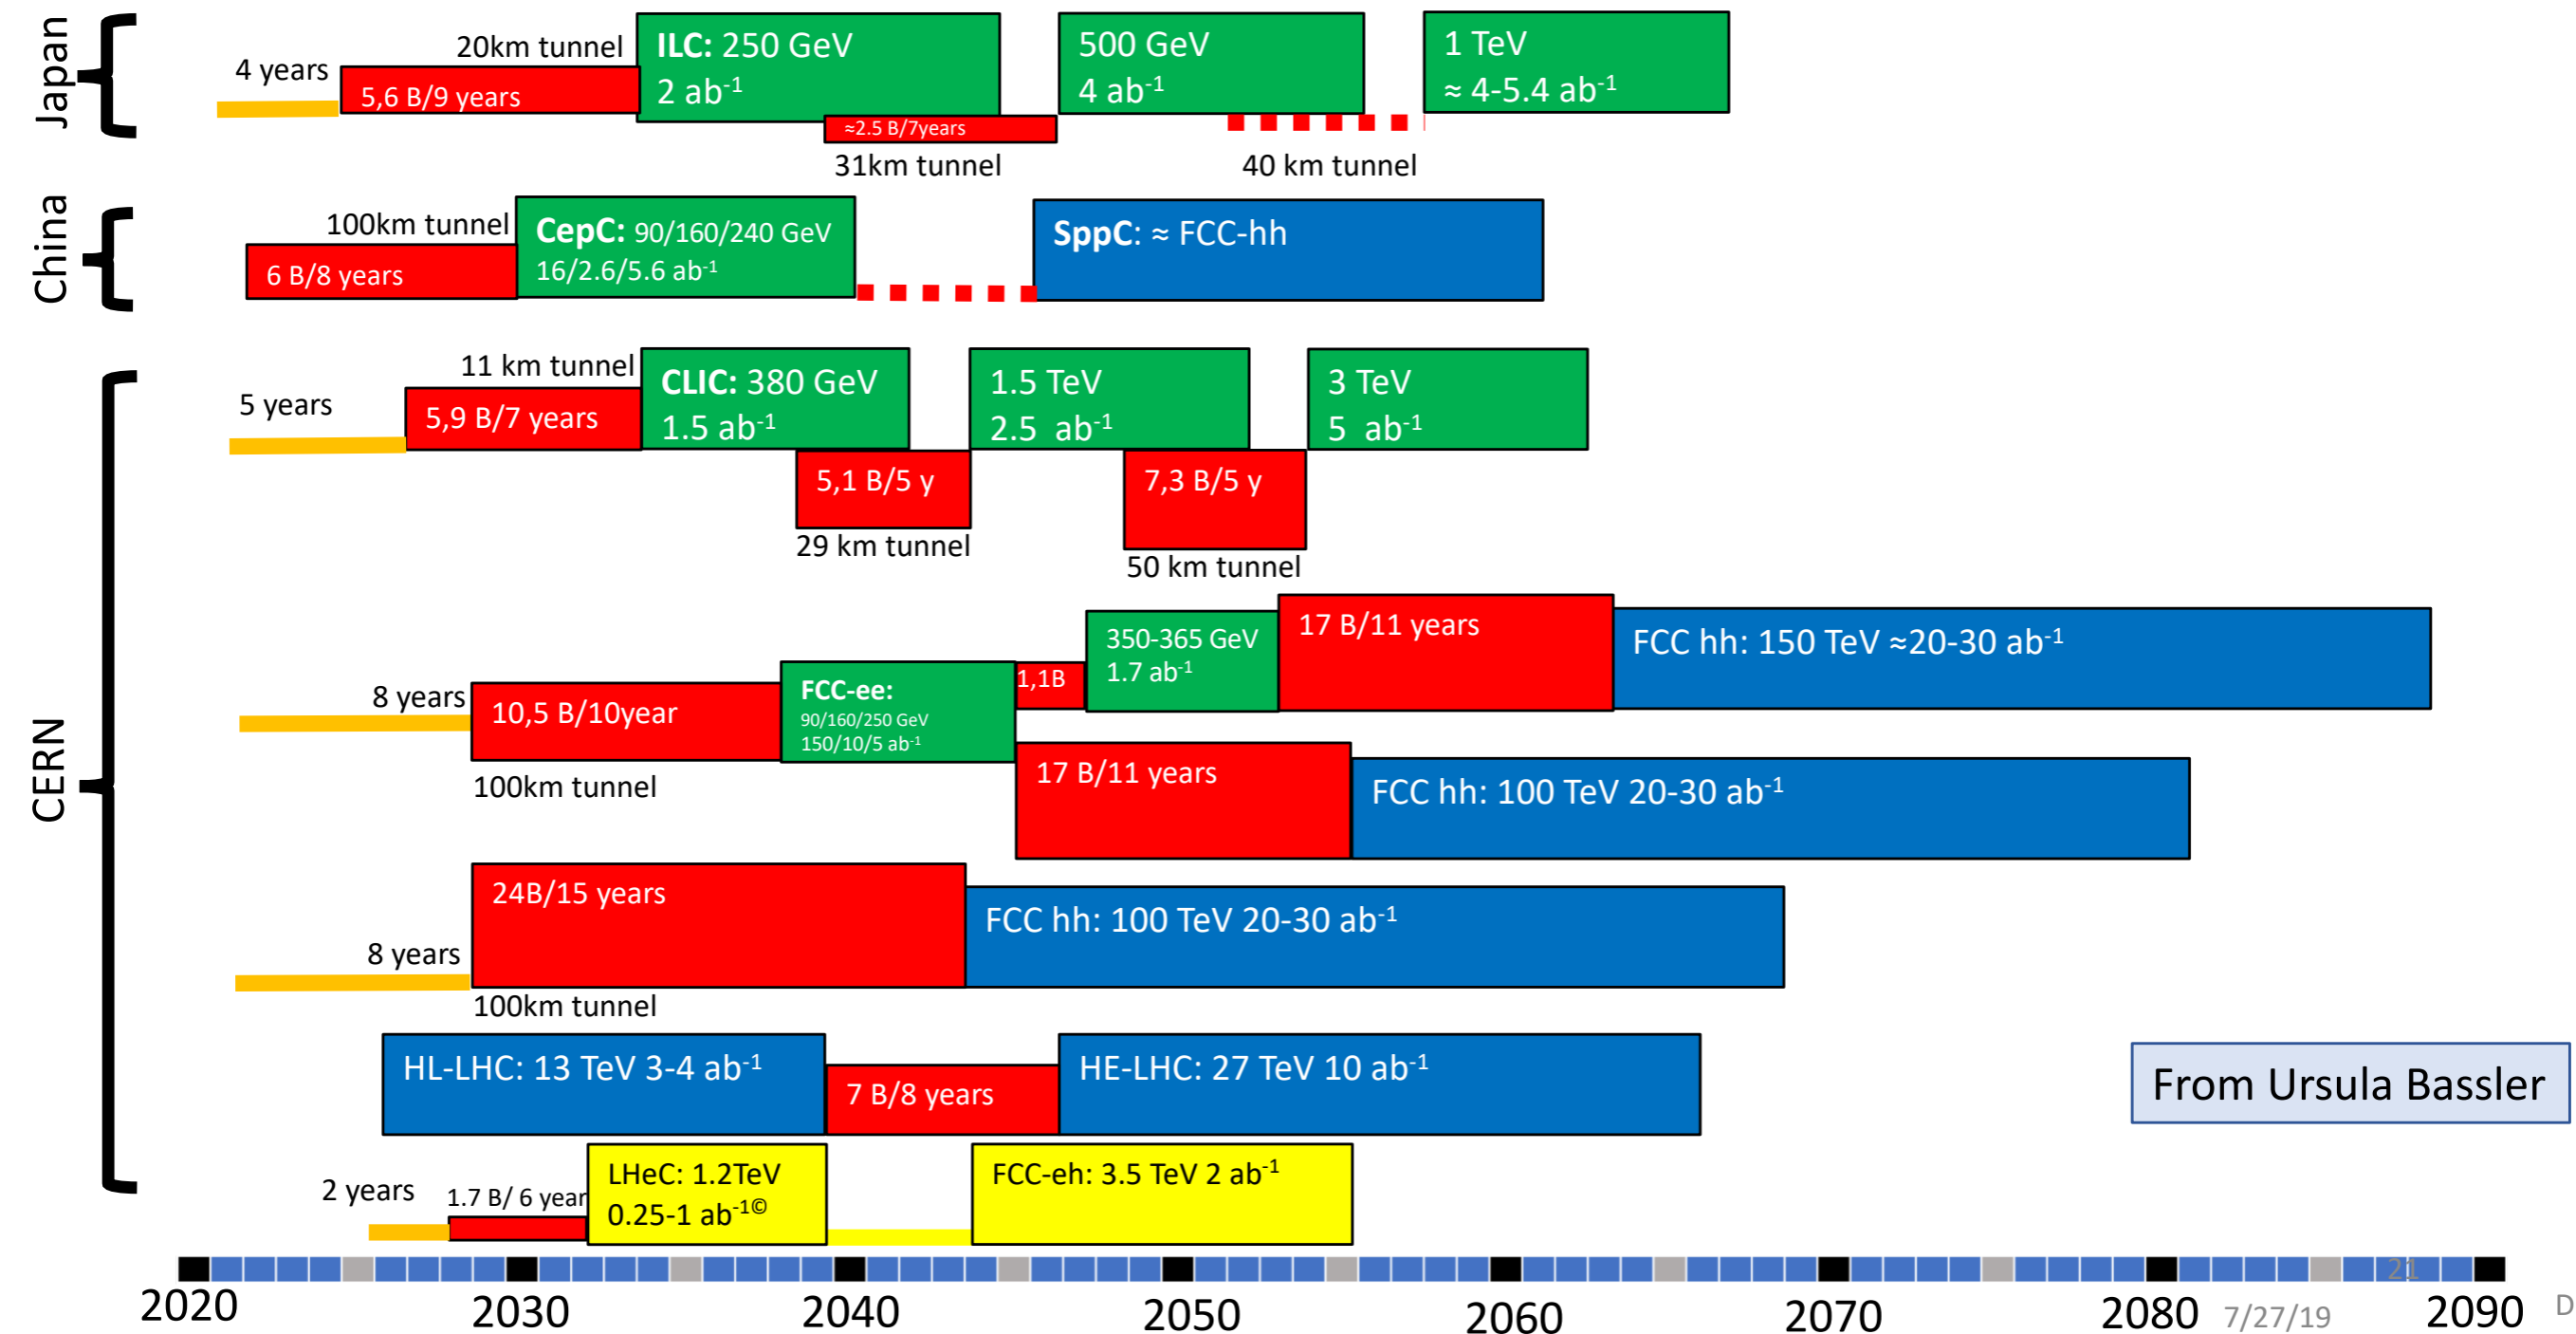 Japan
4 years
20km tunnel
5,6 B/9 years
ILC: 250 GeV
2 ab-1
≈2.5 B/7years
31km tunnel
500 GeV
4 ab-1
40 km tunnel
1 TeV
≈ 4-5.4 ab-1
China
100km tunnel
6 B/8 years
CepC: 90/160/240 GeV
16/2.6/5.6 ab-1
SppC: ≈ FCC-hh
CERN
5 years
11 km tunnel
5,9 B/7 years
CLIC: 380 GeV
1.5 ab-1
5,1 B/5 y
29 km tunnel
1.5 TeV
2.5 ab-1
7,3 B/5 y
50 km tunnel
3 TeV
5 ab-1
8 years
10,5 B/10year
100km tunnel
FCC-ee:
90/160/250 GeV
150/10/5 ab-1
1,1B
350-365 GeV
1.7 ab-1
17 B/11 years
FCC hh: 150 TeV ≈20-30 ab-1
17 B/11 years
FCC hh: 100 TeV 20-30 ab-1
8 years
24B/15 years
100km tunnel
FCC hh: 100 TeV 20-30 ab-1
HL-LHC: 13 TeV 3-4 ab-1
7 B/8 years
HE-LHC: 27 TeV 10 ab-1
From Ursula Bassler
2 years
1.7 B/ 6 year
LHeC: 1.2TeV
0.25-1 ab-1©
FCC-eh: 3.5 TeV 2 ab-1
21
2020 2030 2040 2050 2060 2070 2080 2090
7/27/19
D